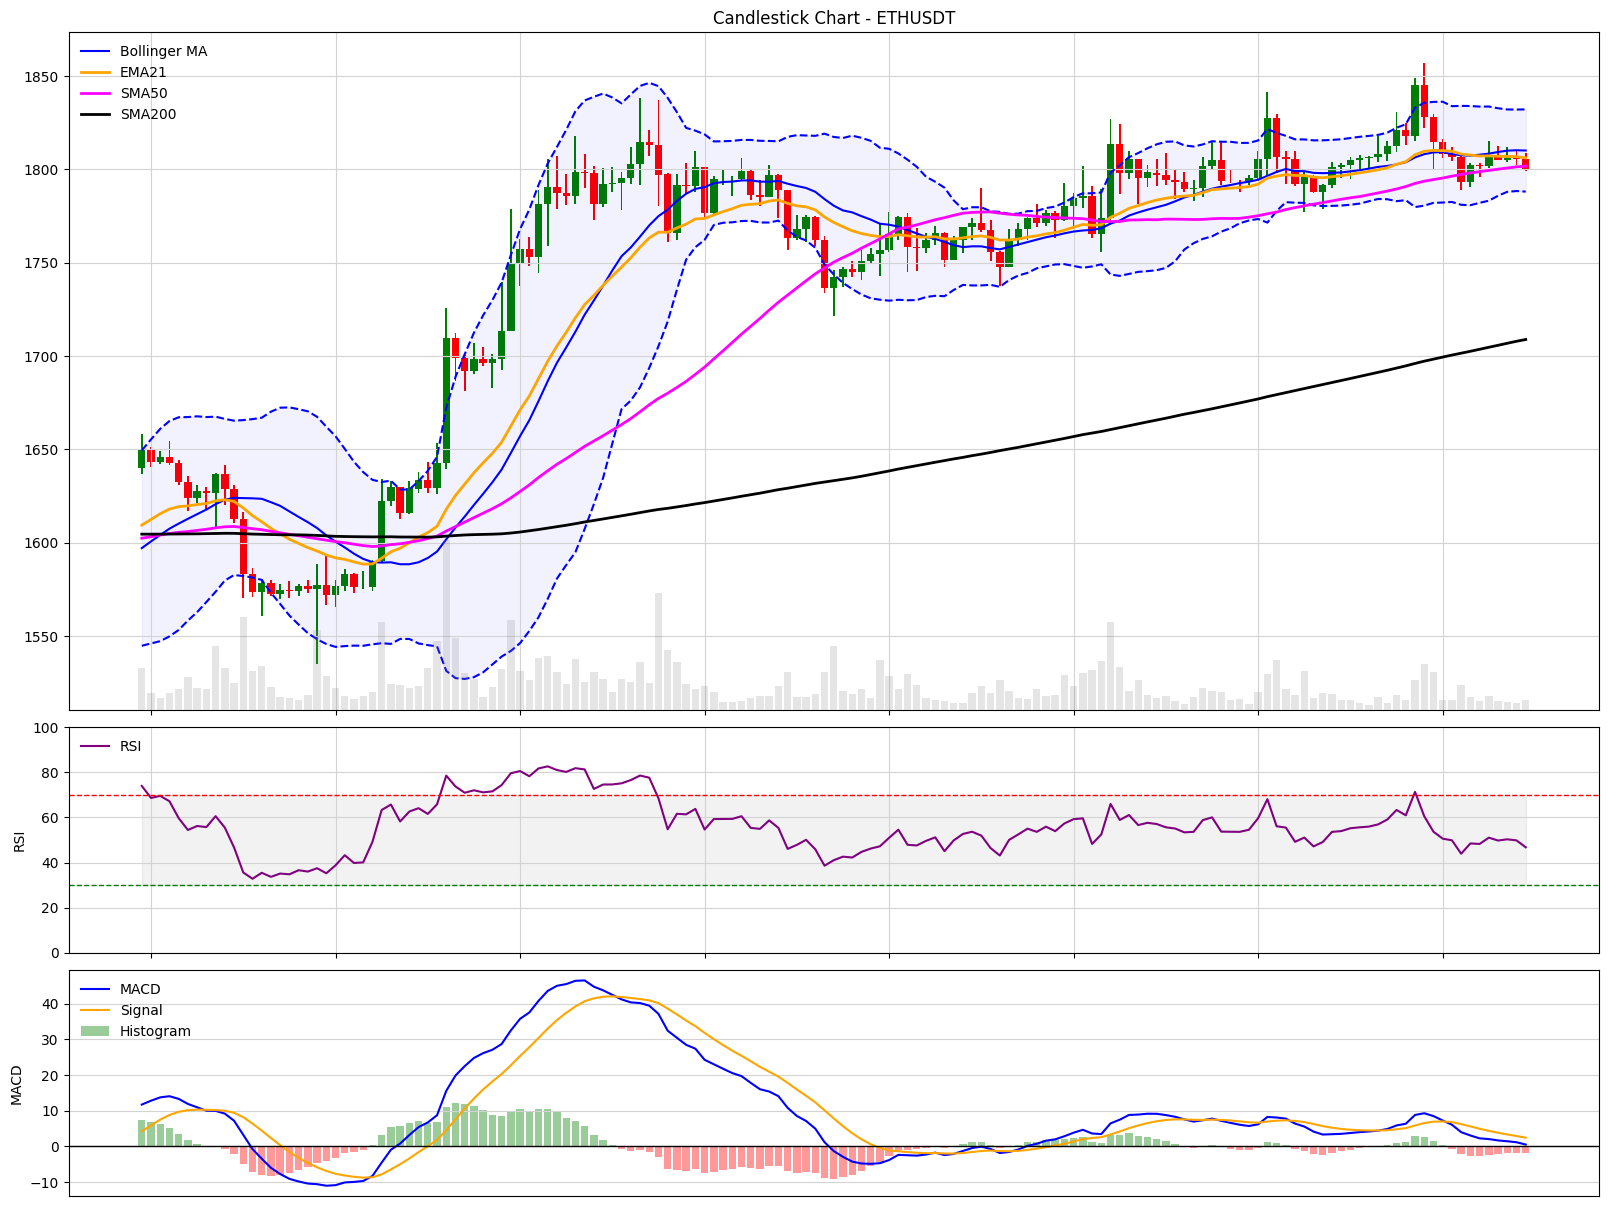 Candlestick Chart - ETHUSDT
Bollinger MA
EMA21
SMA50
SMA200
1850
1800
1750
1700
1650
1600
1550
RSI
100
80
60
40
20
0
RSI
MACD
Signal
Histogram
40
30
20
10
0
−10
MACD